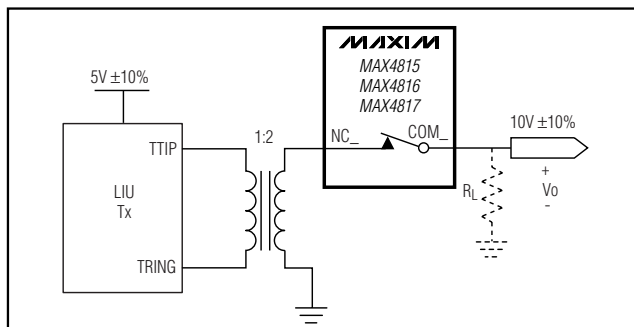 MAXIM
MAX4815
MAX4816
MAX4817
5V ±10%
1:2
NC_
COM_
10V ±10%
TTIP
LIU
Tx
TRING
RL
+
Vo
-